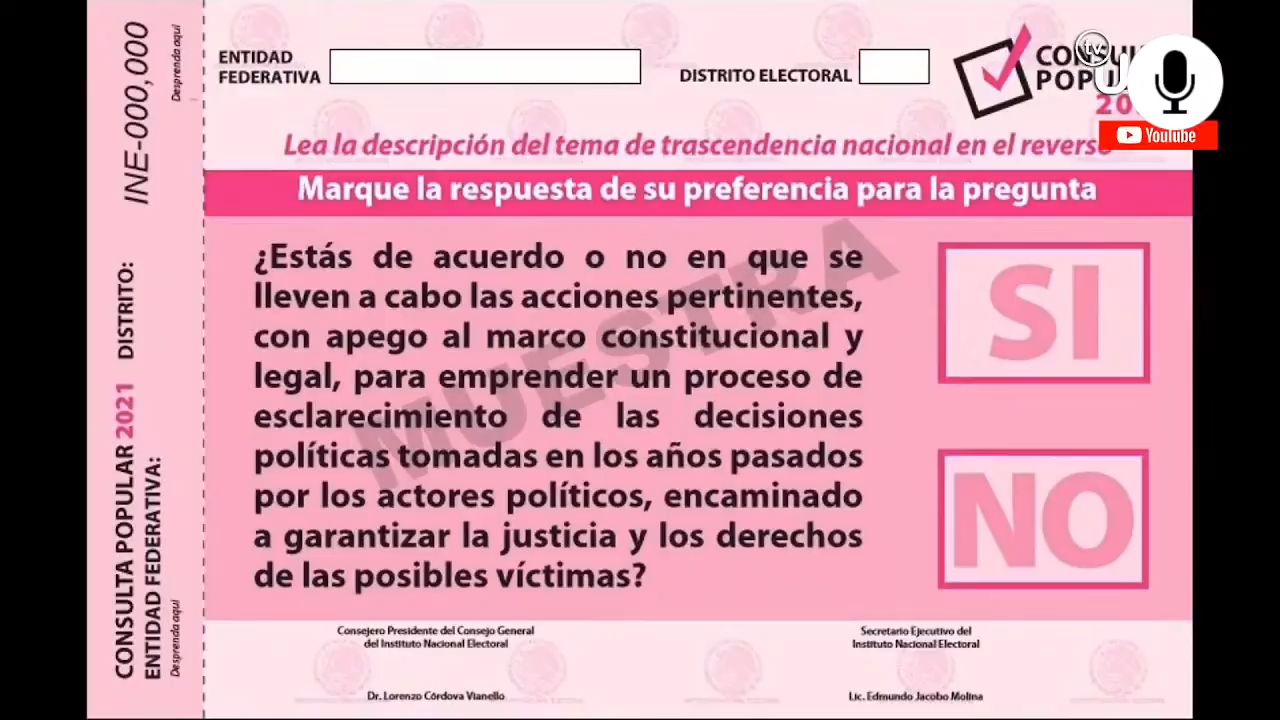 INE-000,000
Desprenda aquí
CONSULTA POPULAR 2021 DISTRITO:
ENTIDAD FEDERATIVA:
Desprenda aquí
ENTIDAD
FEDERATIVA
DISTRITO ELECTORAL
tv
U
YouTube
Lea la descripción del tema de trascendencia nacional en el reverso
Marque la respuesta de su preferencia para la pregunta
¿Estás de acuerdo o no en que se
lleven a cabo las acciones pertinentes,
con apego al marco constitucional y
legal, para emprender un proceso de
esclarecimiento de las decisiones
políticas tomadas en los años pasados
por los actores políticos, encaminado
a garantizar la justicia y los derechos
de las posibles víctimas?
MUESTRA
SI
NO
Consejero Presidente del Consejo General
del Instituto Nacional Electoral
Dr. Lorenzo Córdova Vianello
Secretario Ejecutivo del
Instituto Nacional Electoral
Lic. Edmundo Jacobo Molina